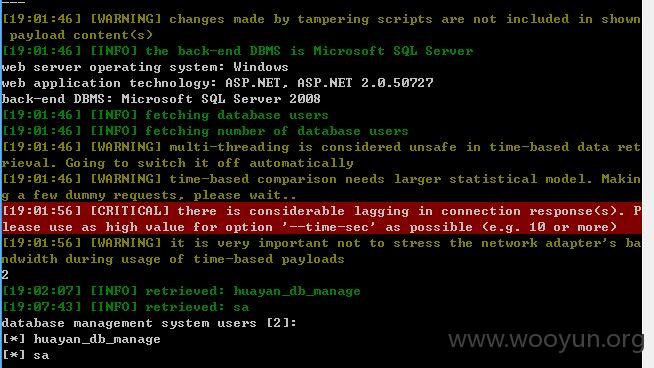 ---
[19:01:46] [WARNING] changes made by tampering scripts are not included in shown
 payload content(s)
[19:01:46] [INFO] the back-end DBMS is Microsoft SQL Server
web server operating system: Windows
web application technology: ASP.NET, ASP.NET 2.0.50727
back-end DBMS: Microsoft SQL Server 2008
[19:01:46] [INFO] fetching database users
[19:01:46] [INFO] fetching number of database users
[19:01:46] [WARNING] multi-threading is considered unsafe in time-based data ret
rieval. Going to switch it off automatically
[19:01:46] [WARNING] time-based comparison needs larger statistical model. Makin
g a few dummy requests, please wait..
[19:01:56] [CRITICAL] there is considerable lagging in connection response(s). P
lease use as high value for option '--time-sec' as possible (e.g. 10 or more)
[19:01:56] [WARNING] it is very important not to stress the network adapter's ba
ndwidth during usage of time-based payloads
2
[19:02:07] [INFO] retrieved: huayan_db_manage
[19:07:43] [INFO] retrieved: sa
database management system users [2]:
[*] huayan_db_manage
[*] sa
www.wooyun.org